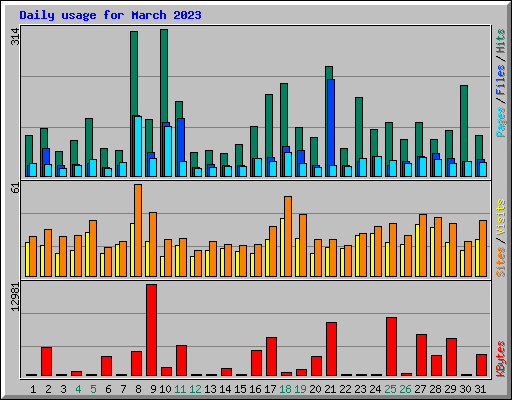 Daily usage for March 2023
314
Pages / Files / Hits
61
Sites / Visits
12981
KBytes
1 2 3 4 5 6 7 8 9 10 11 12 13 14 15 16 17 18 19 20 21 22 23 24 25 26 27 28 29 30 31